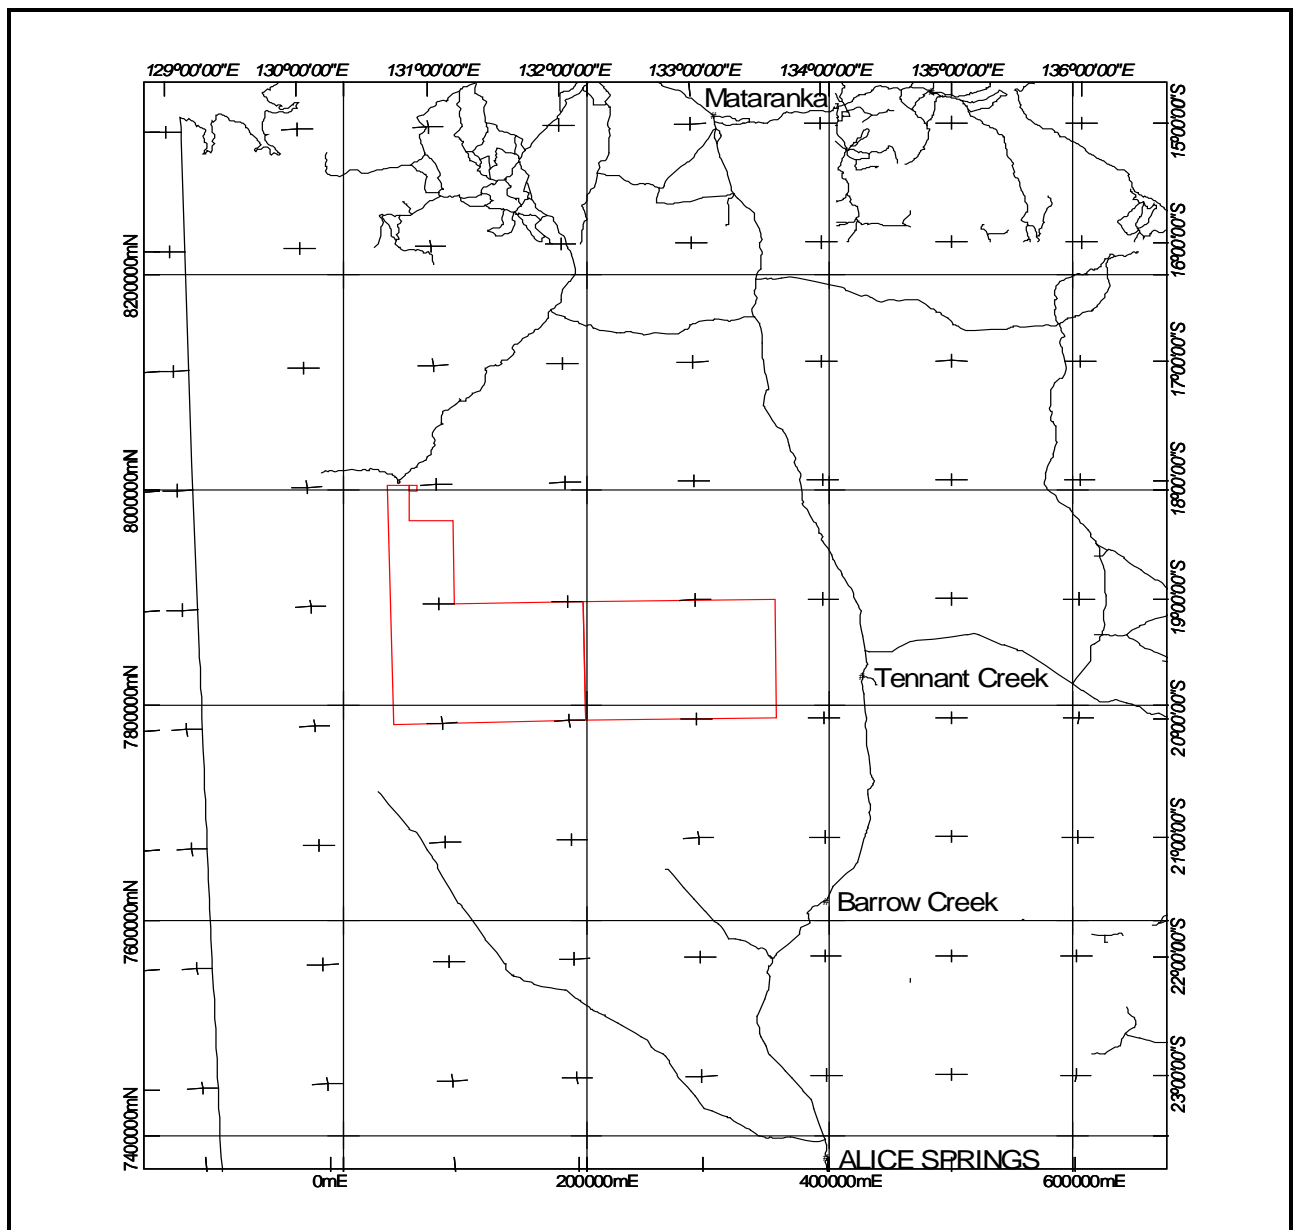 129°00'00"E 130°00'00"E 131°00'00"E 132°00'00"E 133°00'00"E 134°00'00"E 135°00'00"E 136°00'00"E
Mataranka
15°00'00"S
16°00'00"S
8200000mN
17°00'00"S
8000000mN
18°00'00"S
19°00'00"S
Tennant Creek
7800000mN
20°00'00"S
21°00'00"S
Barrow Creek
7600000mN
22°00'00"S
23°00'00"S
7400000mN
ALICE SPRINGS
0mE 200000mE 400000mE 600000mE